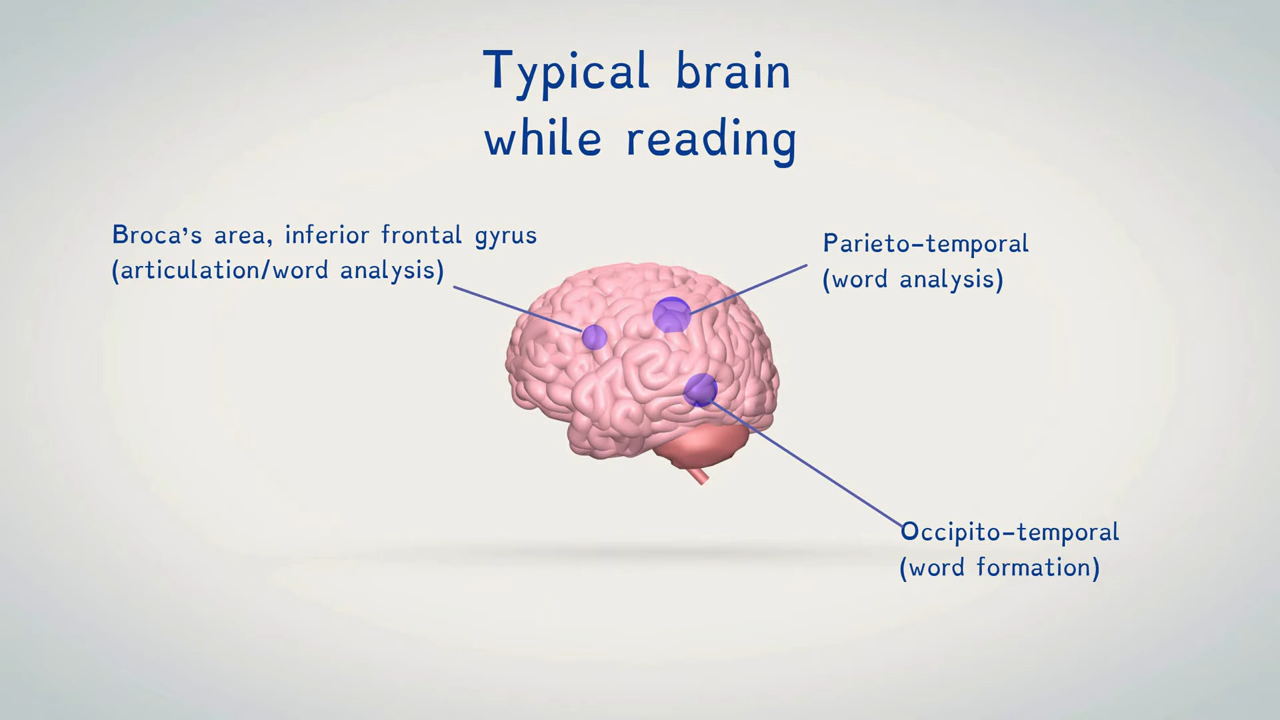 Typical brain
while reading
Broca's area, inferior frontal gyrus
(articulation/word analysis)
Parieto-temporal
(word analysis)
Occipito-temporal
(word formation)